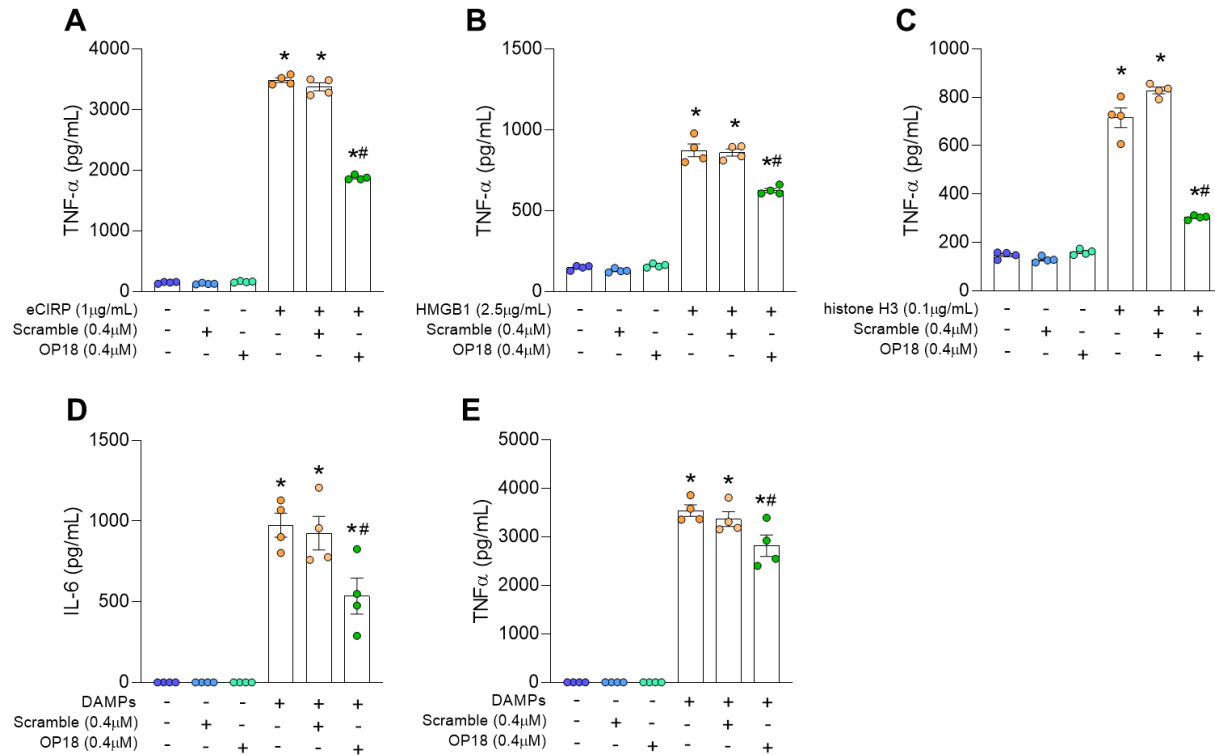 A
TNF-α (pg/mL)
4000
3000
2000
1000
0
* * *#
eCIRP (1μg/mL) - - - + + +
Scramble (0.4μM) - + - - + -
OP18 (0.4μM) - - + - - +
B
TNF-α (pg/mL)
1500
1000
500
0
* * *#
HMGB1 (2.5μg/mL) - - - + + +
Scramble (0.4μM) - + - - + -
OP18 (0.4μM) - - + - - +
C
TNF-α (pg/mL)
1000
800
600
400
200
0
* * *#
histone H3 (0.1μg/mL) - - - + + +
Scramble (0.4μM) - + - - + -
OP18 (0.4μM) - - + - - +
D
IL-6 (pg/mL)
1500
1000
500
0
* * *#
DAMPs - - - + + +
Scramble (0.4μM) - + - - + -
OP18 (0.4μM) - - + - - +
E
TNFα (pg/mL)
5000
4000
3000
2000
1000
0
* * *#
DAMPs - - - + + +
Scramble (0.4μM) - + - - + -
OP18 (0.4μM) - - + - - +